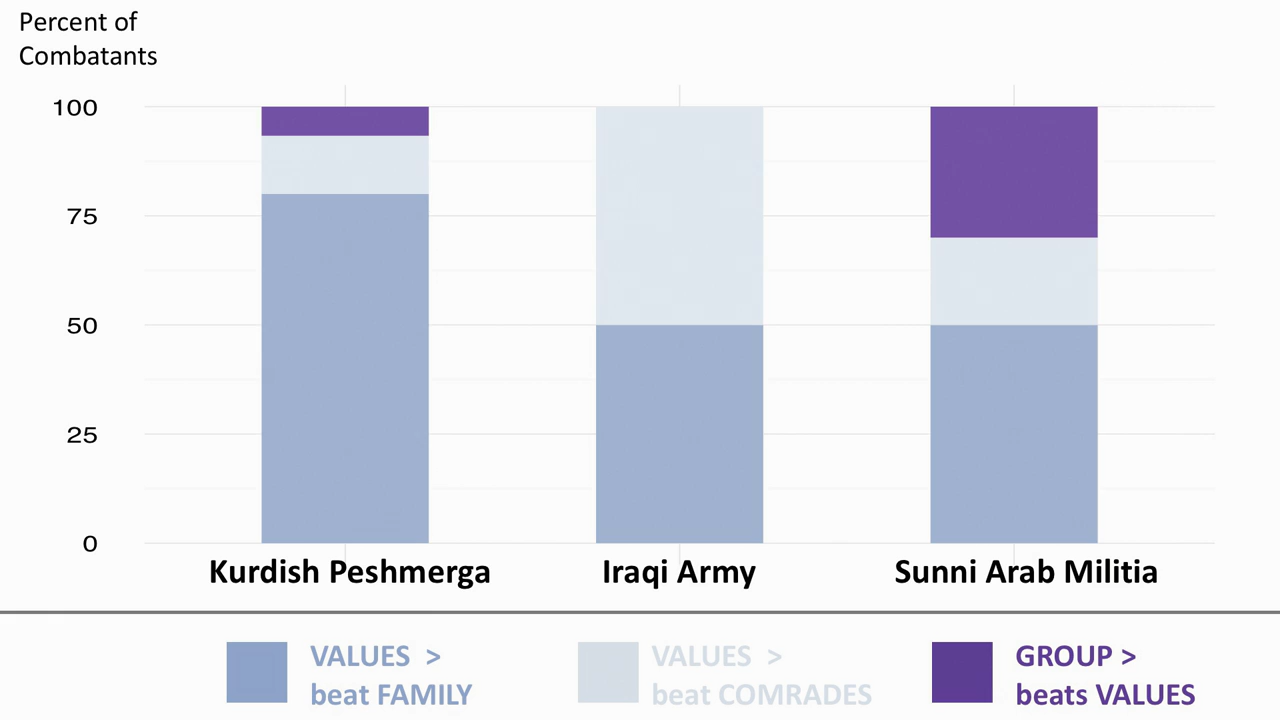 Percent of
Combatants
100
75
50
25
0
Kurdish Peshmerga
Iraqi Army
Sunni Arab Militia
VALUES >
beat FAMILY
VALUES >
beat COMRADES
GROUP >
beats VALUES